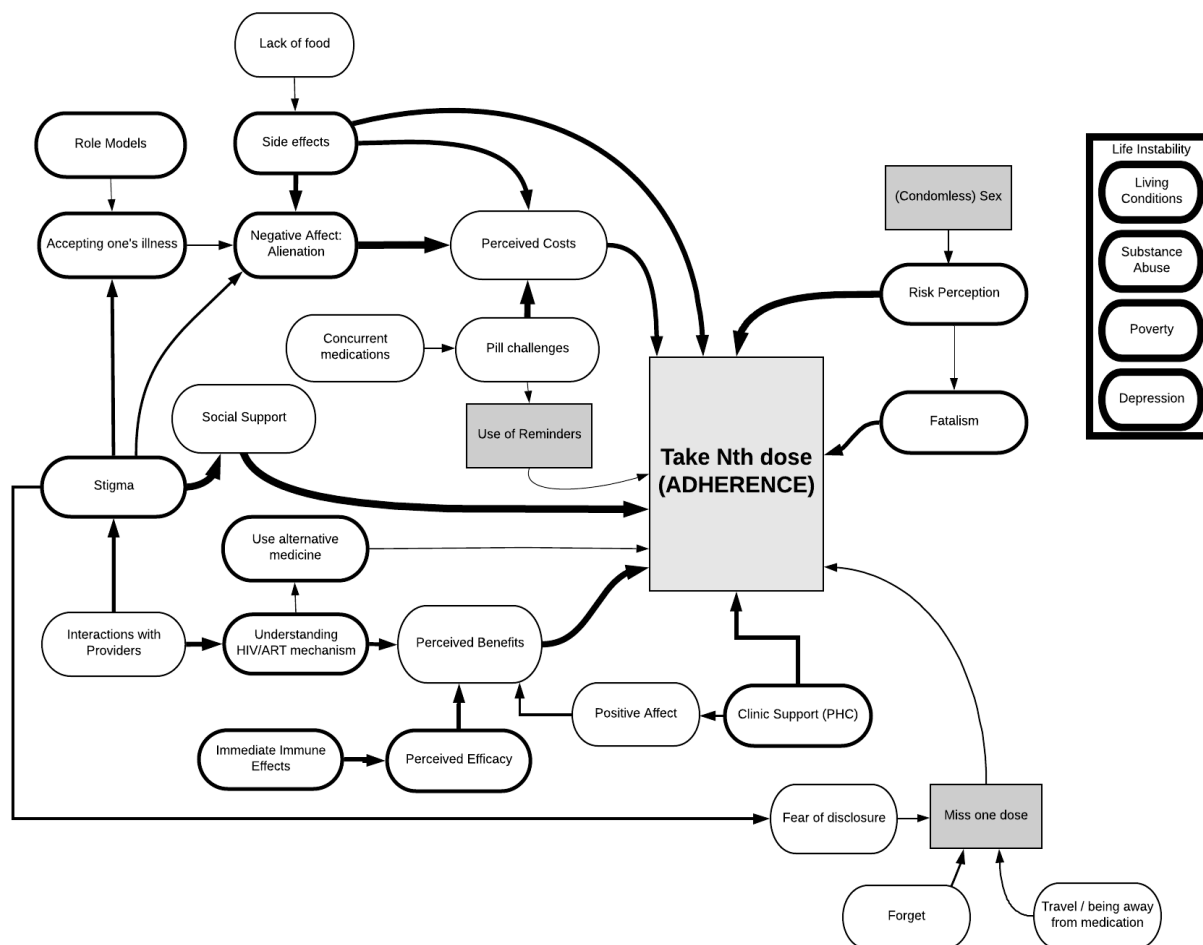 Lack of food
Role Models
Side effects
Life Instability
Living
Conditions
(Condomless) Sex
Accepting one's illness
Negative Affect:
Alienation
Perceived Costs
Substance
Abuse
Risk Perception
Poverty
Concurrent
medications
Pill challenges
Depression
Social Support
Use of Reminders
Fatalism
Take Nth dose
(ADHERENCE)
Stigma
Use alternative
medicine
Interactions with
Providers
Understanding
HIV/ART mechanism
Perceived Benefits
Positive Affect
Clinic Support (PHC)
Immediate Immune
Effects
Perceived Efficacy
Fear of disclosure
Miss one dose
Forget
Travel / being away
from medication